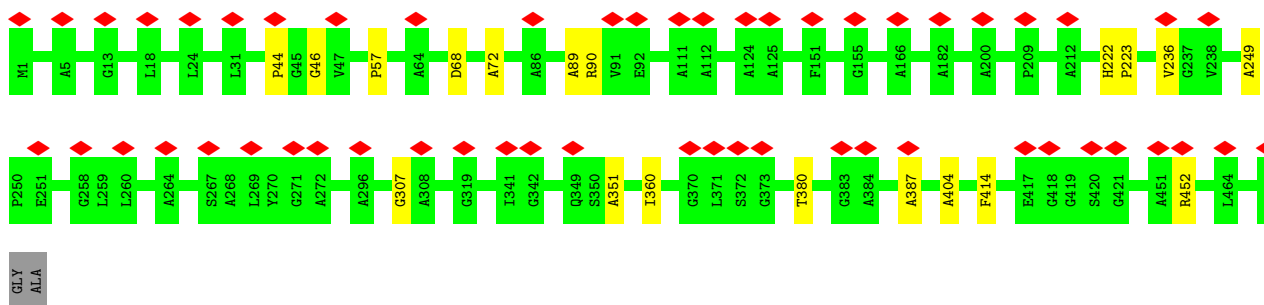 M1 A5 G13 L18 L24 L31 P44 G45 G46 V47 P57 A64 D68 A72 A86 A89 R90 V91 E92 A111 A112 A124 A125 F151 G155 A166 A182 A200 P209 A212 H222 P223 V236 G237 V238 A249
P250 E251 G258 L259 L260 A264 S267 A268 L269 Y270 G271 A272 A296 G307 A308 G319 I341 G342 Q349 S350 A351 I360 G370 L371 S372 G373 T380 G383 A384 A387 A404 F414 E417 G418 G419 S420 G421 A451 R452 L464
GLY ALA